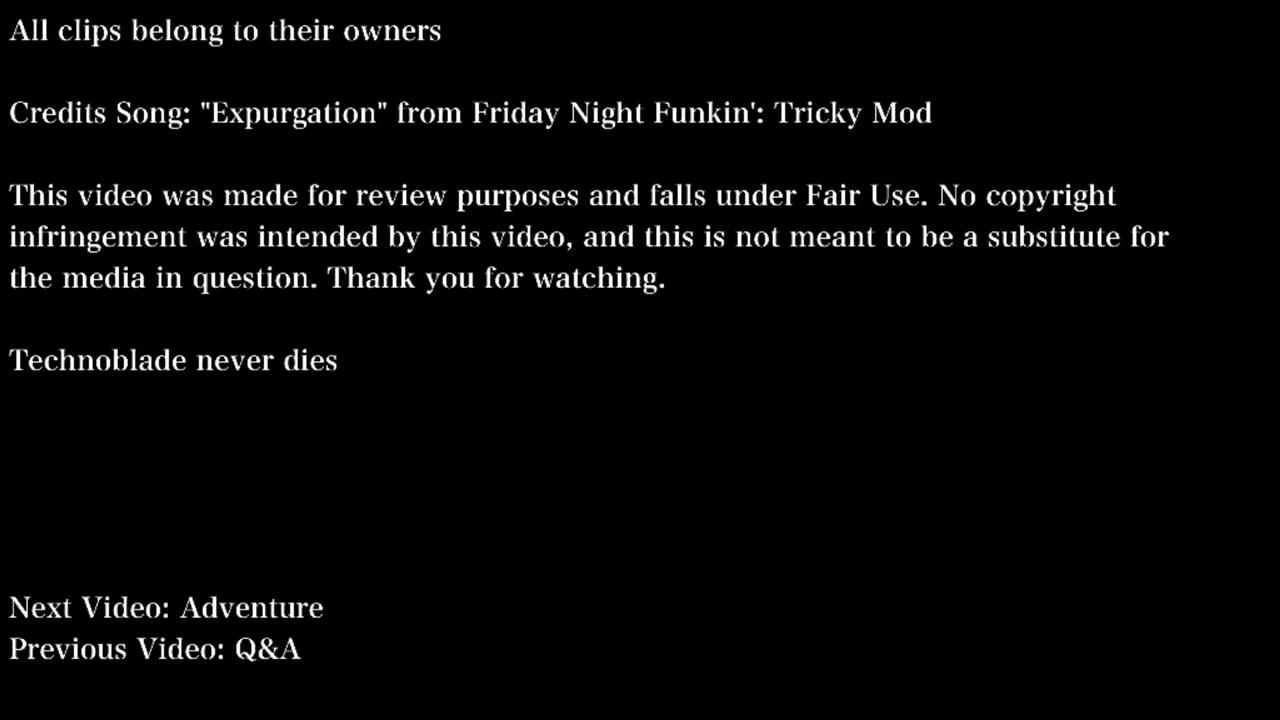 All clips belong to their owners
Credits Song: "Expurgation" from Friday Night Funkin': Tricky Mod
This video was made for review purposes and falls under Fair Use. No copyright
infringement was intended by this video, and this is not meant to be a substitute for
the media in question. Thank you for watching.
Technoblade never dies
Next Video: Adventure
Previous Video: Q&A